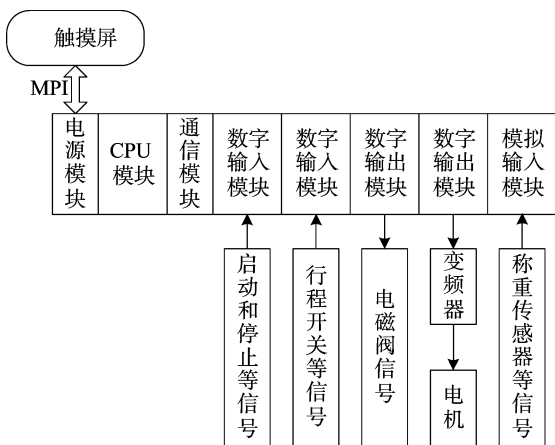 触摸屏
MPI
电源模块
CPU
模块
通信模块
数字
输入
模块
数字
输入
模块
数字
输出
模块
数字
输出
模块
模拟
输入
模块
启动和停止等信号
行程开关等信号
电磁阀信号
变频器
电机
称重传感器等信号